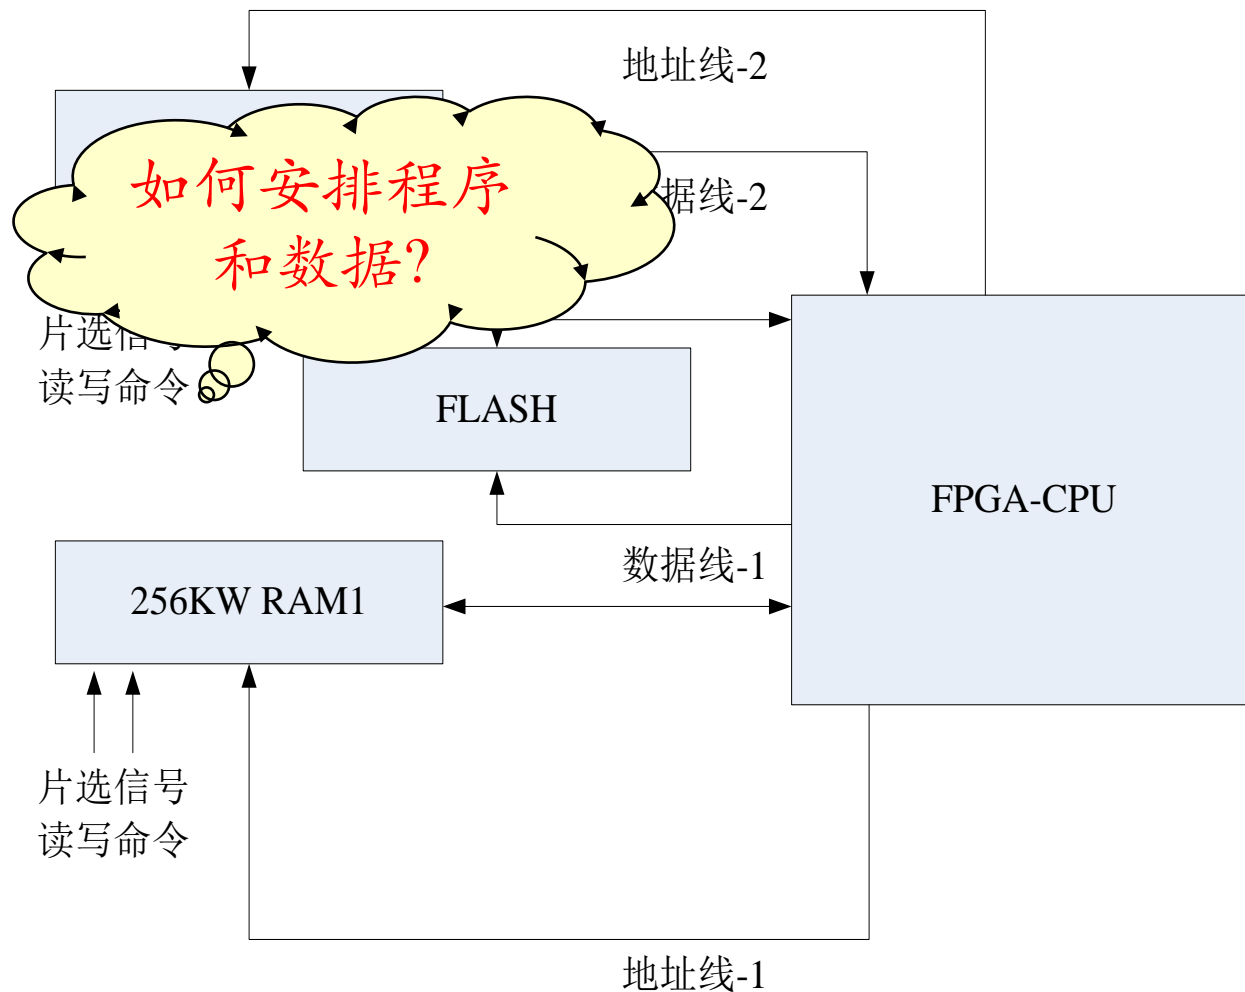 地址线-2
如何安排程序
和数据?
据线-2
片选信号
读写命令
FLASH
FPGA-CPU
数据线-1
256KW RAM1
片选信号
读写命令
地址线-1